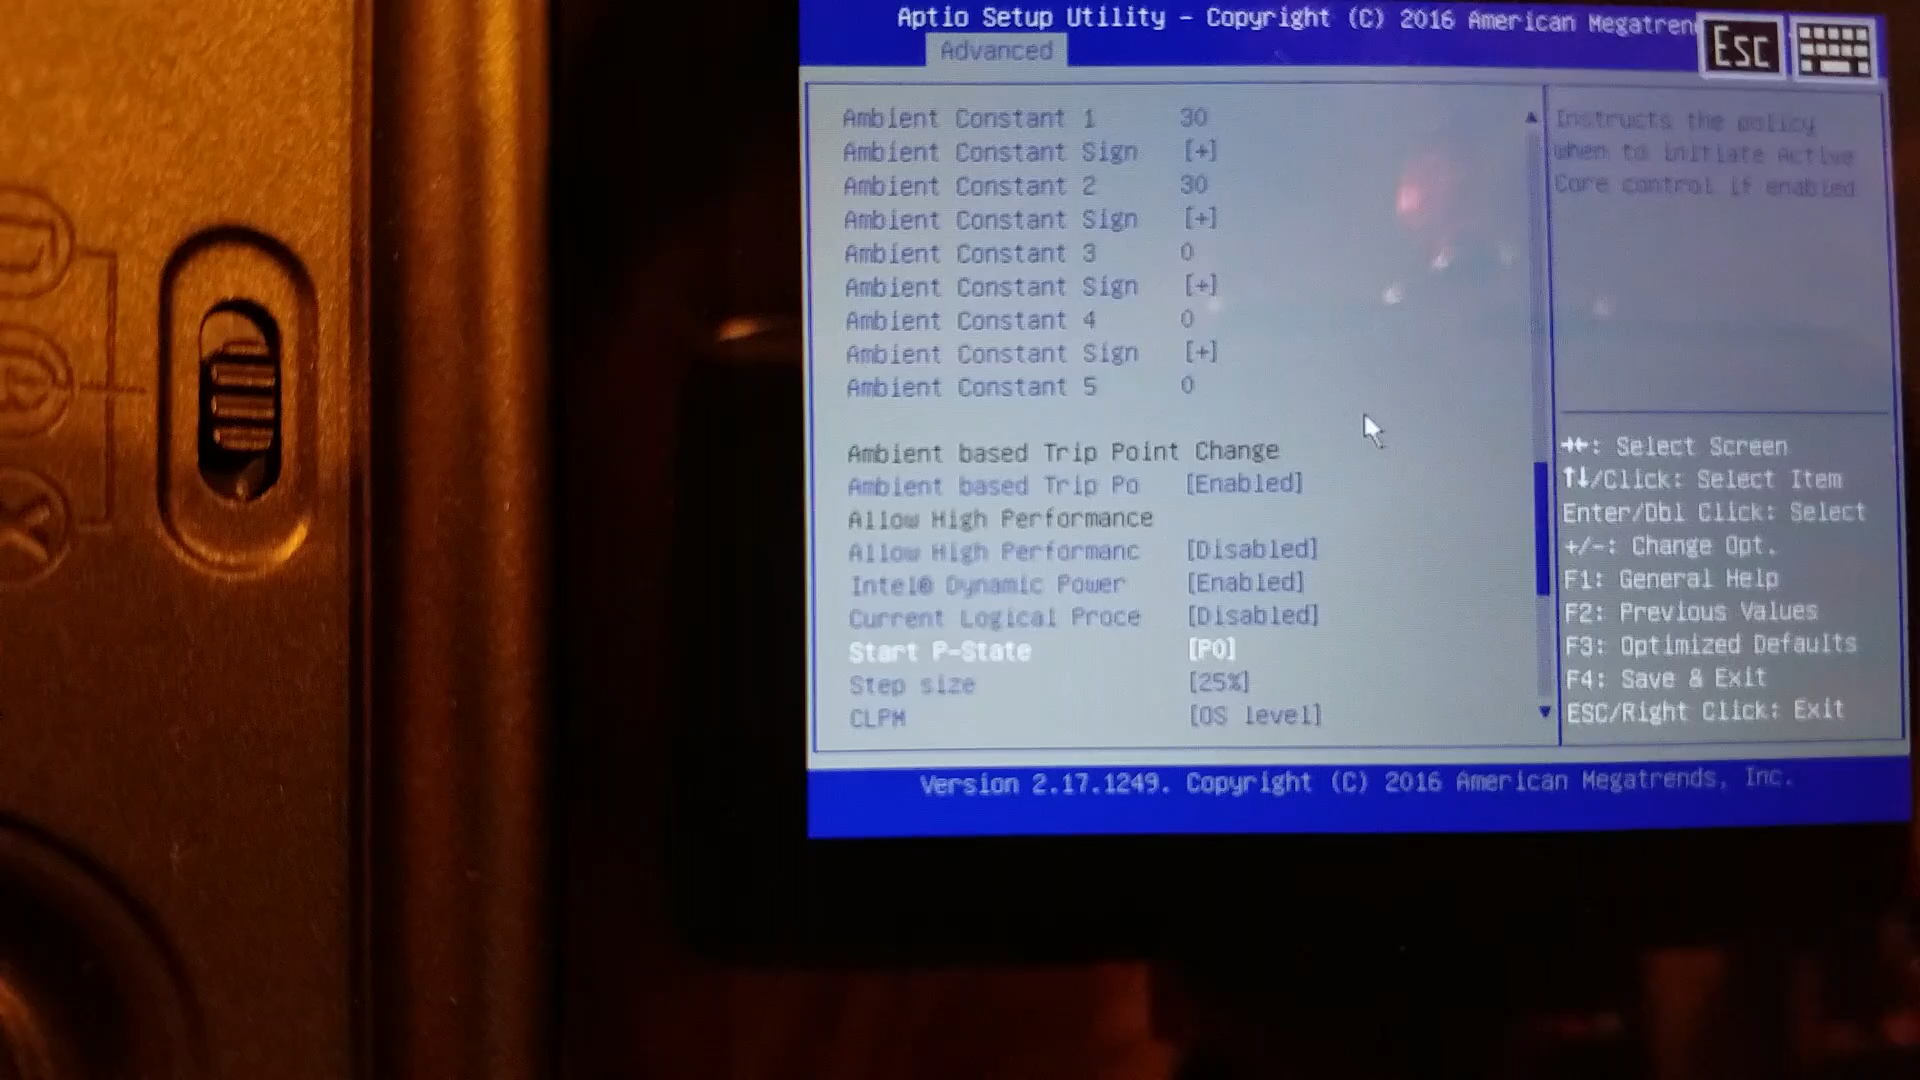 Aptio Setup Utility – Copyright (C) 2016 American Megatren
Esc
Advanced
Ambient Constant 1 30
Ambient Constant Sign [+]
Ambient Constant 2 30
Ambient Constant Sign [+]
Ambient Constant 3 0
Ambient Constant Sign [+]
Ambient Constant 4 0
Ambient Constant Sign [+]
Ambient Constant 5 0
Ambient based Trip Point Change
Ambient based Trip Po [Enabled]
Allow High Performance
Allow High Performanc [Disabled]
Intel® Dynamic Power [Enabled]
Current Logical Proce [Disabled]
Start P-State [P0]
Step size [25%]
CLPM [OS level]
Instructs the policy
when to initiate Active
Core control if enabled
→←: Select Screen
↑↓/Click: Select Item
Enter/Dbl Click: Select
+/-: Change Opt.
F1: General Help
F2: Previous Values
F3: Optimized Defaults
F4: Save & Exit
ESC/Right Click: Exit
Version 2.17.1249. Copyright (C) 2016 American Megatrends, Inc.